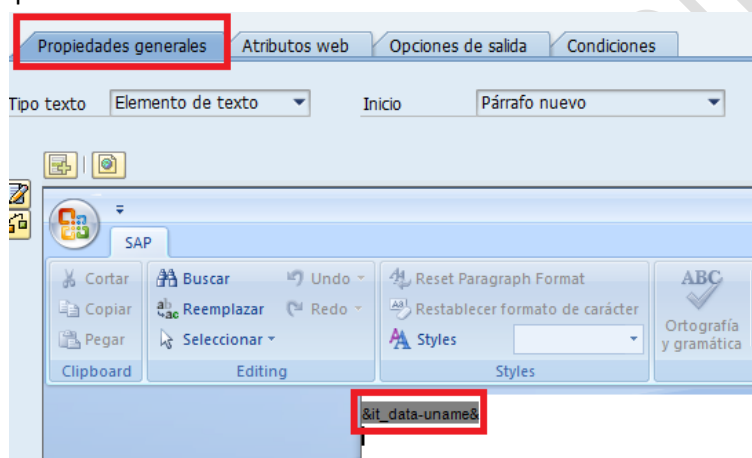 Propiedades generales Atributos web Opciones de salida Condiciones
Tipo texto Elemento de texto Inicio Párrafo nuevo
SAP
Cortar Buscar Undo Reset Paragraph Format ABC
Copiar Reemplazar Redo Restablecer formato de carácter Ortografía
Pegar Seleccionar Styles y gramática
Clipboard Editing Styles
&it_data-uname&